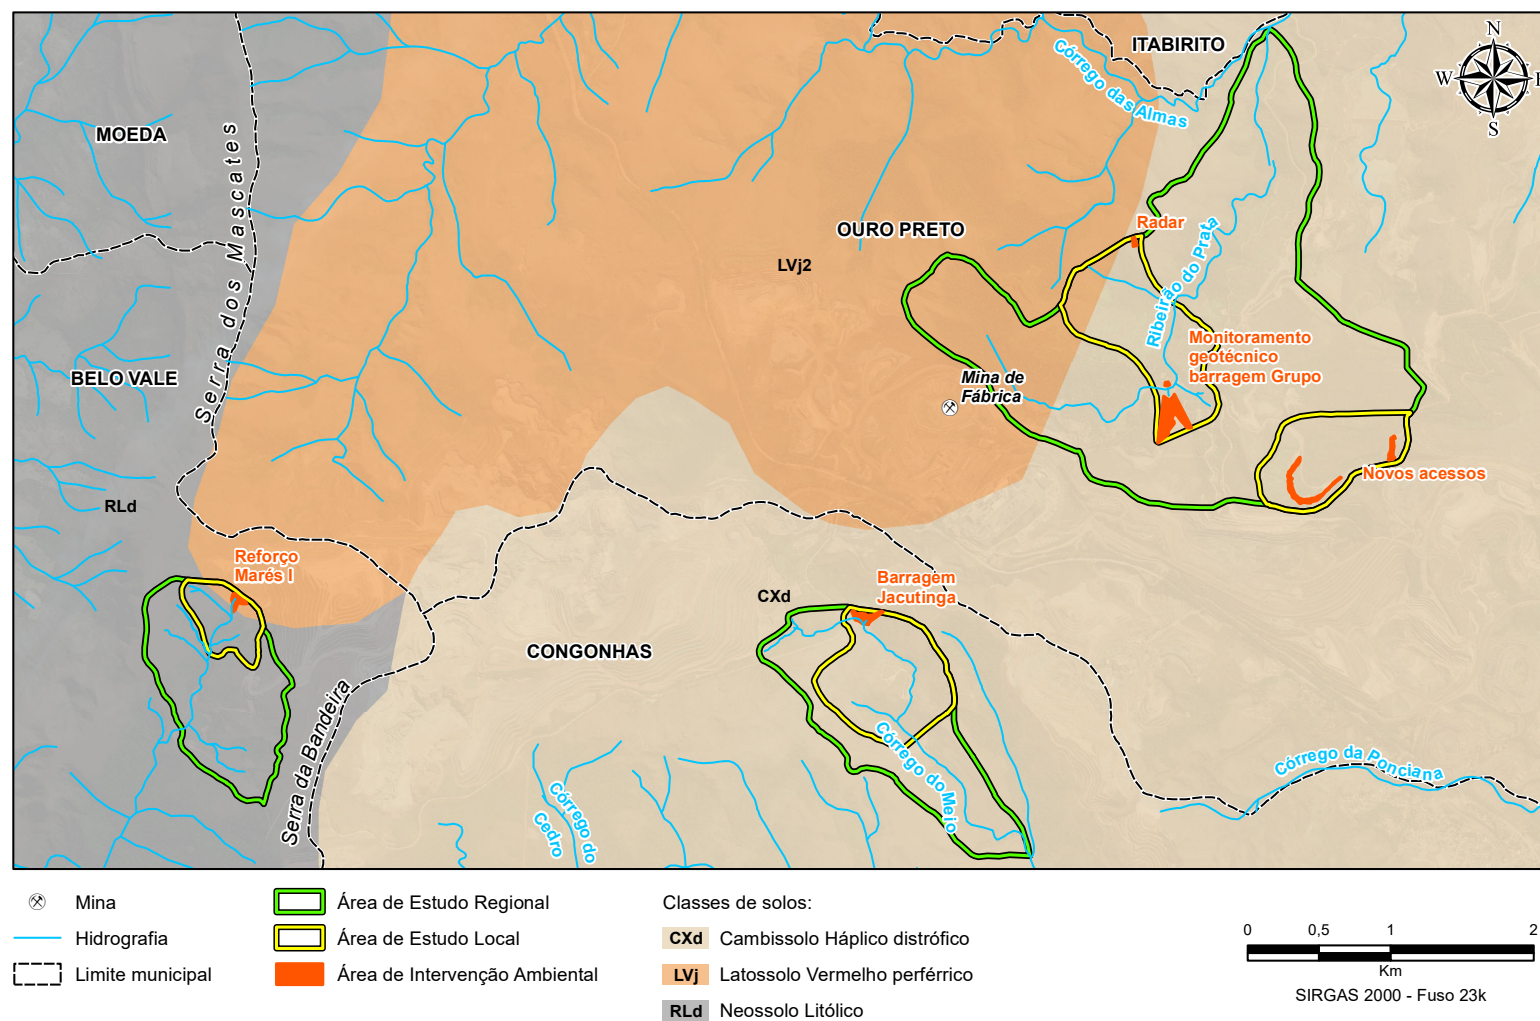 ITABIRITO
Córrego das Almas
N
W
E
S
MOEDA
Serra dos Mascates
OURO PRETO
Radar
LVj2
Ribeirão do Prata
Monitoramento
geotécnico
barragem Grupo
BELO VALE
Mina de
Fábrica
Novos acessos
RLd
Reforço
Marés I
Barragem
Jacutinga
CXd
CONGONHAS
Serra da Bandeira
Córrego do Meio
Córrego da Ponciana
Córrego do
Cedro
Mina
Hidrografia
Limite municipal
Área de Estudo Regional
Área de Estudo Local
Área de Intervenção Ambiental
Classes de solos:
CXd Cambissolo Háplico distrófico
LVj Latossolo Vermelho perférrico
RLd Neossolo Litólico
0 0,5 1 2
Km
SIRGAS 2000 - Fuso 23k